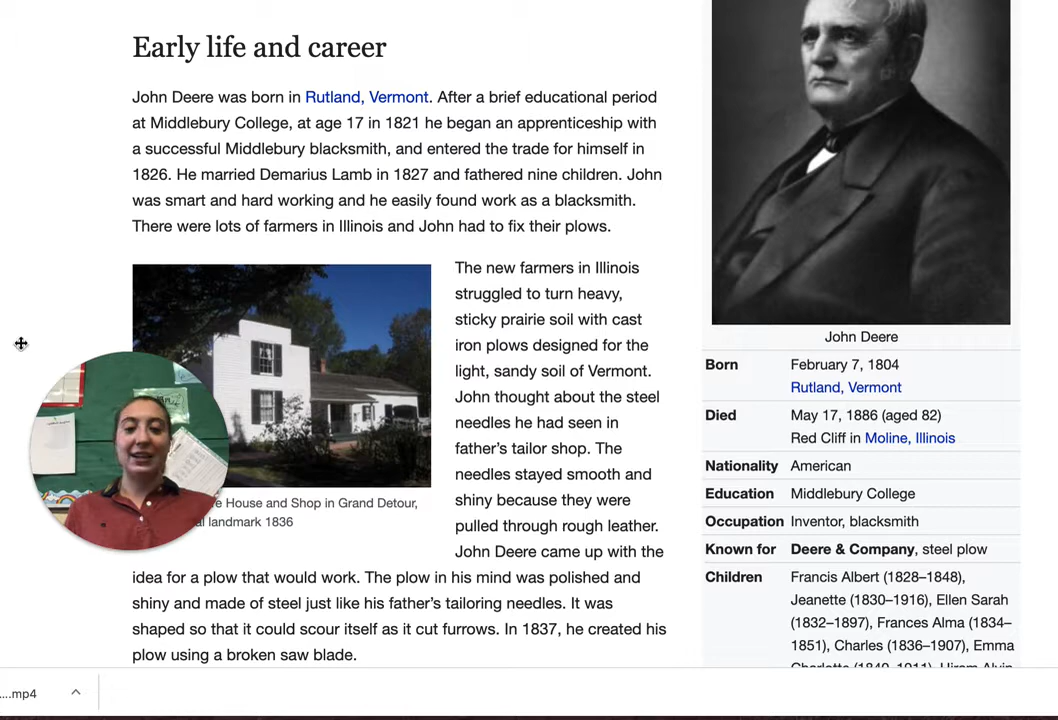 Early life and career
John Deere was born in Rutland, Vermont. After a brief educational period
at Middlebury College, at age 17 in 1821 he began an apprenticeship with
a successful Middlebury blacksmith, and entered the trade for himself in
1826. He married Demarius Lamb in 1827 and fathered nine children. John
was smart and hard working and he easily found work as a blacksmith.
There were lots of farmers in Illinois and John had to fix their plows.
The new farmers in Illinois
struggled to turn heavy,
sticky prairie soil with cast
iron plows designed for the
light, sandy soil of Vermont.
John thought about the steel
needles he had seen in
father’s tailor shop. The
needles stayed smooth and
shiny because they were
pulled through rough leather.
John Deere came up with the
House and Shop in Grand Detour,
landmark 1836
idea for a plow that would work. The plow in his mind was polished and
shiny and made of steel just like his father’s tailoring needles. It was
shaped so that it could scour itself as it cut furrows. In 1837, he created his
plow using a broken saw blade.
John Deere
Born February 7, 1804
Rutland, Vermont
Died May 17, 1886 (aged 82)
Red Cliff in Moline, Illinois
Nationality American
Education Middlebury College
Occupation Inventor, blacksmith
Known for Deere & Company, steel plow
Children Francis Albert (1828–1848),
Jeanette (1830–1916), Ellen Sarah
(1832–1897), Frances Alma (1834–
1851), Charles (1836–1907), Emma
....mp4